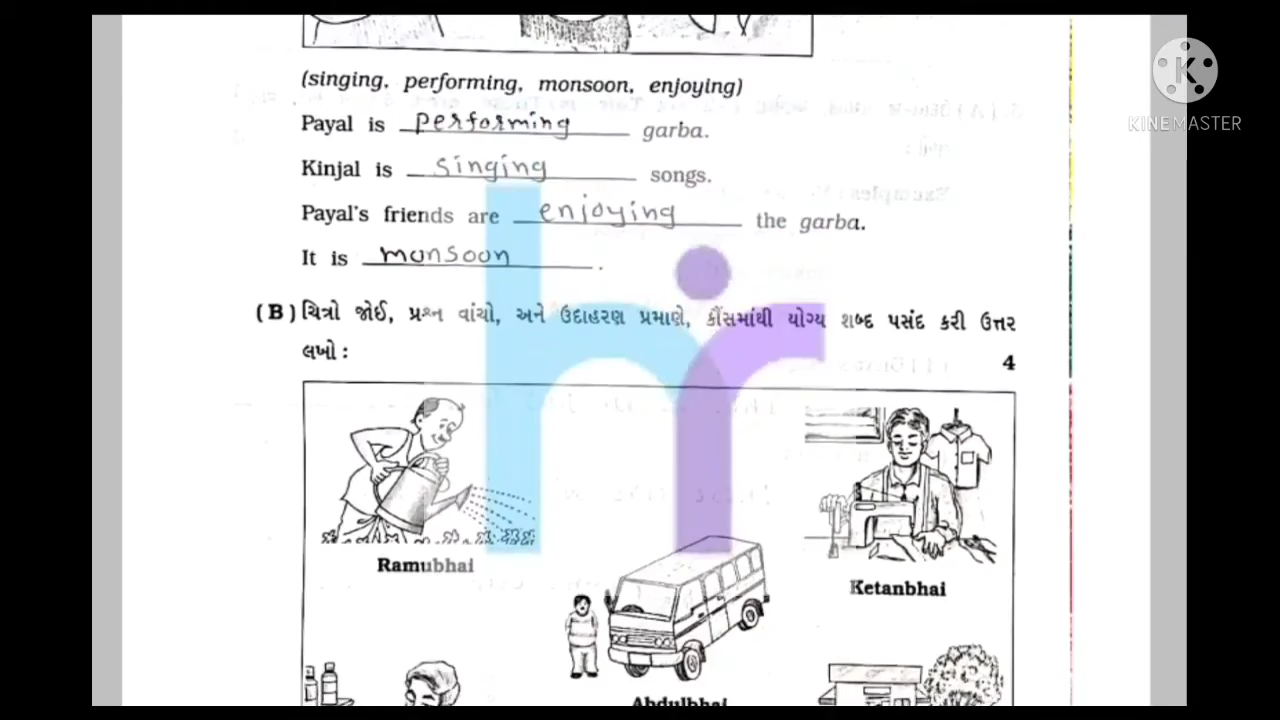 (singing, performing, monsoon, enjoying)
Payal is performing garba.
Kinjal is singing songs.
Payal's friends are enjoying the garba.
It is monsoon .
(B) ચિત્રો જોઈ, પ્રશ્ન વાંચો, અને ઉદાહરણ પ્રમાણે, કૌંસમાંથી યોગ્ય શબ્દ પસંદ કરી ઉત્તર
લખો : 4
Ramubhai
Ketanbhai
Abdulbhai
K
KINEMASTER
hr